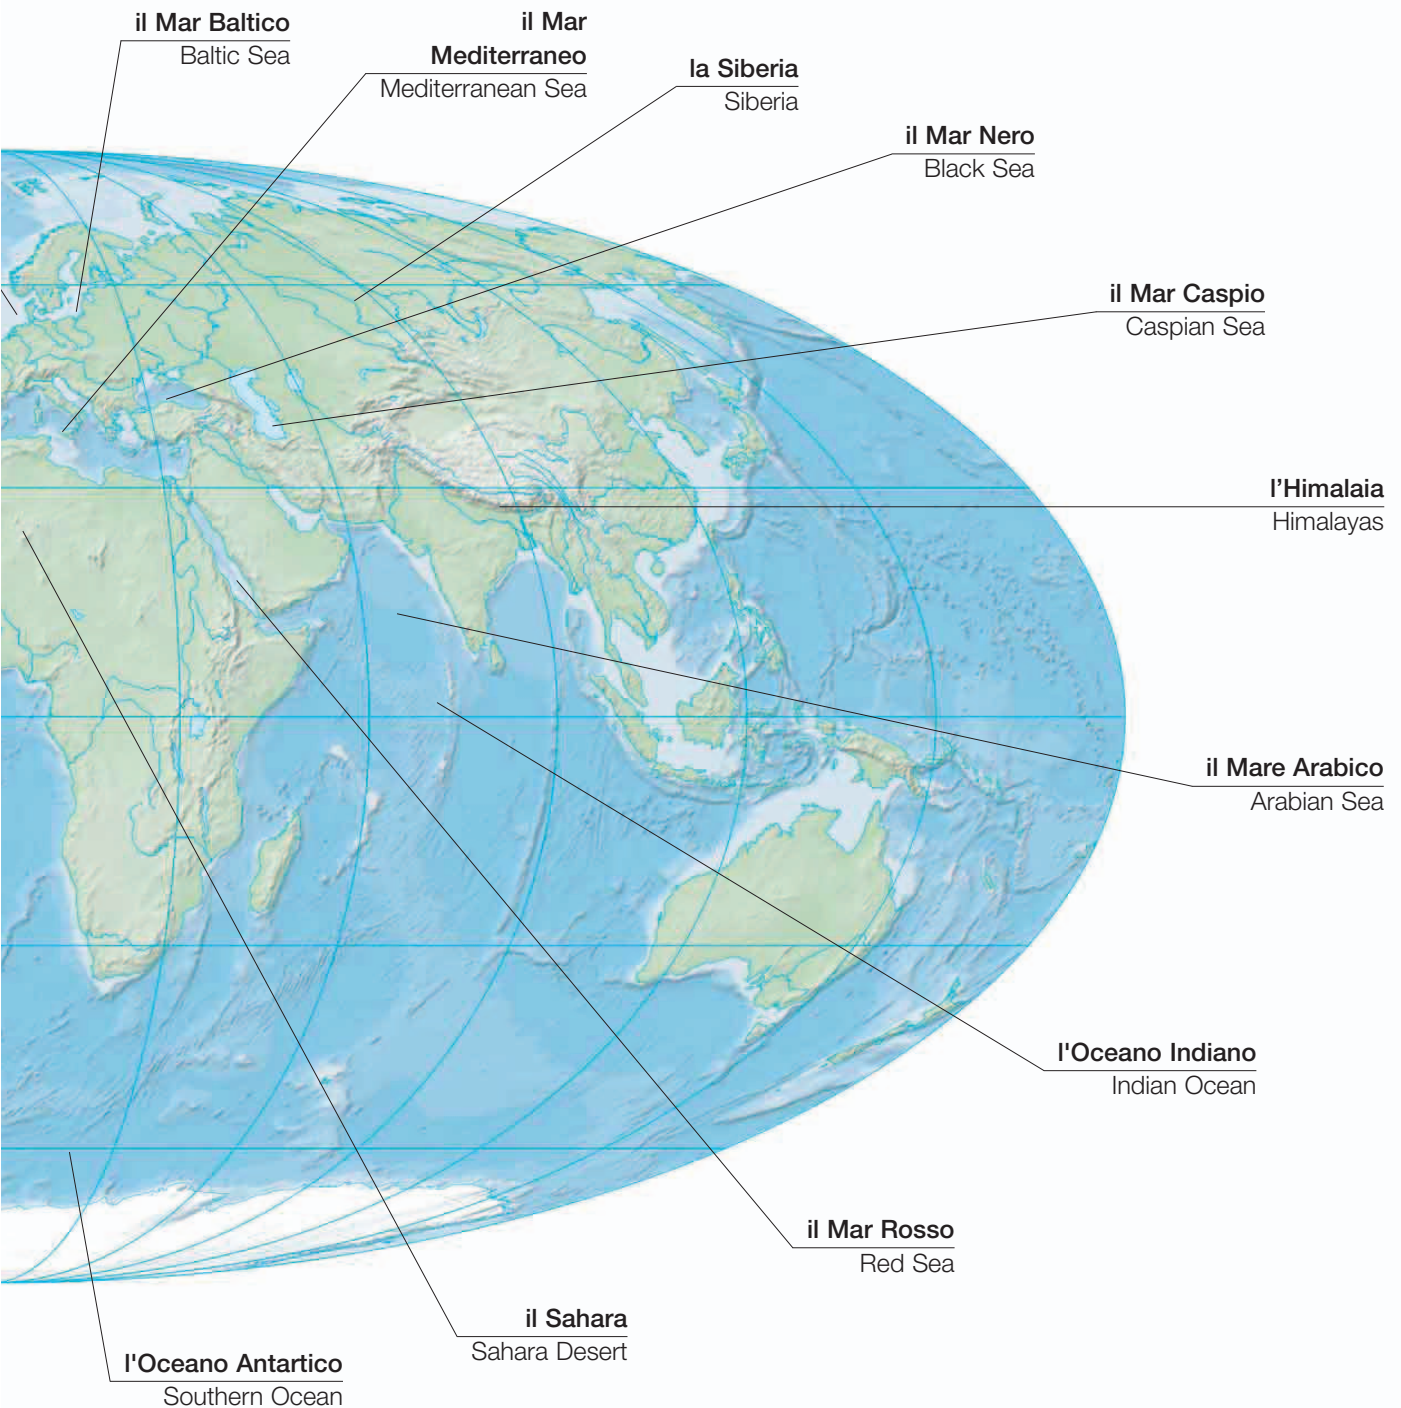 il Mar Baltico
Baltic Sea
il Mar
Mediterraneo
Mediterranean Sea
la Siberia
Siberia
il Mar Nero
Black Sea
il Mar Caspio
Caspian Sea
l’Himalaia
Himalayas
il Mare Arabico
Arabian Sea
l'Oceano Indiano
Indian Ocean
il Mar Rosso
Red Sea
il Sahara
Sahara Desert
l'Oceano Antartico
Southern Ocean